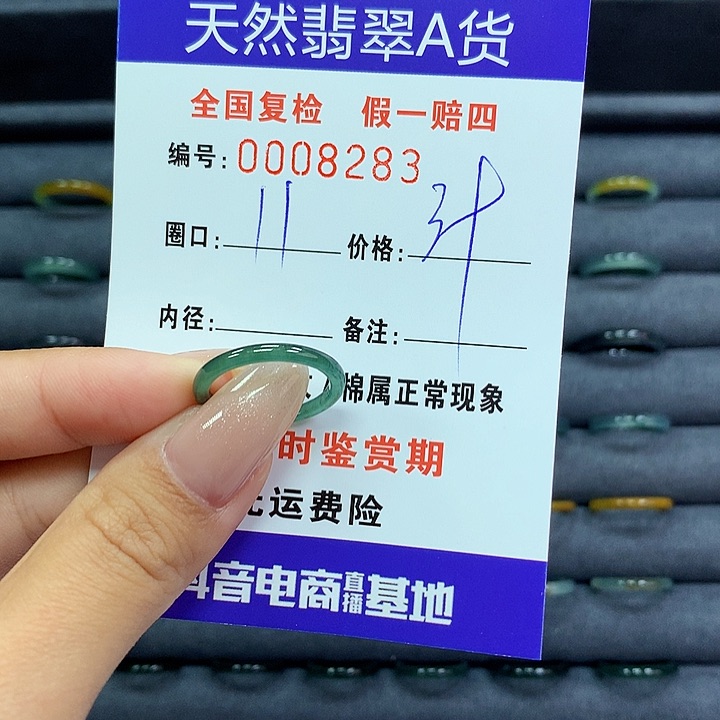 天然翡翠A货
全国复检 假一赔四
编号: 0008283
圈口: 11 价格:
内径: 备注:
棉属正常现象
时鉴赏期
运费险
抖音电商直播基地